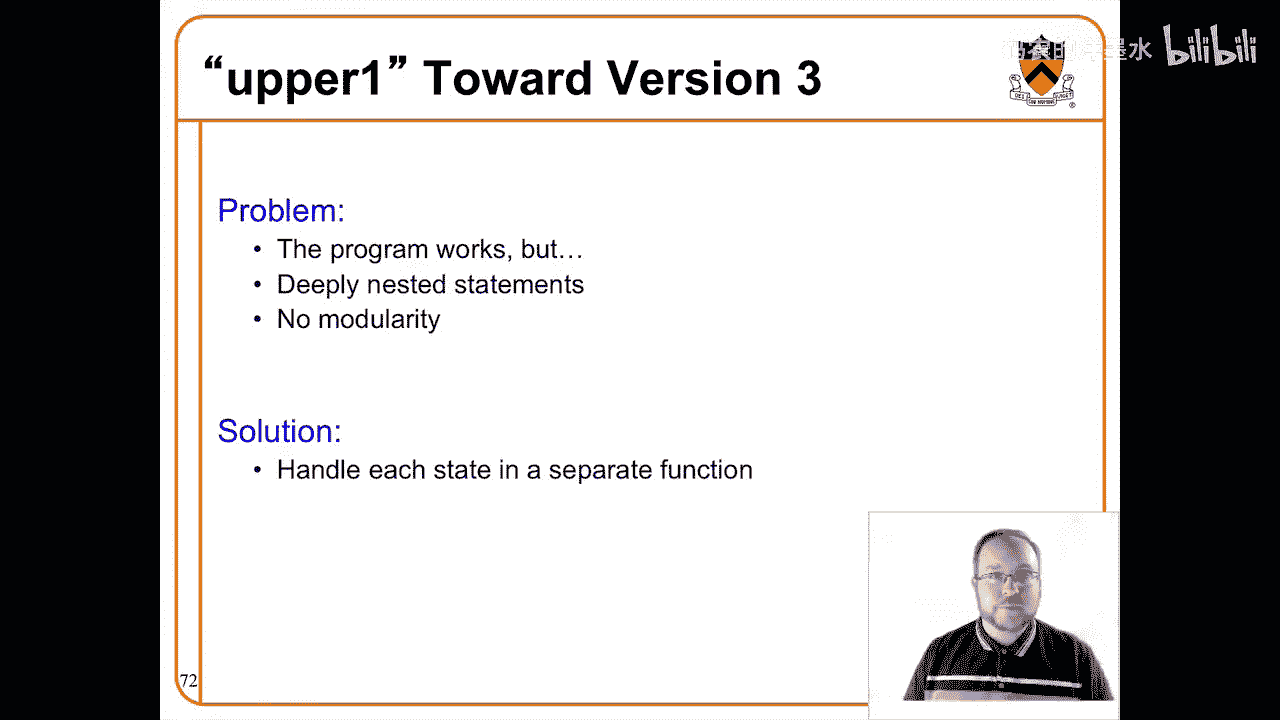 “upper1” Toward Version 3
bilibili
Problem:
• The program works, but…
• Deeply nested statements
• No modularity
Solution:
• Handle each state in a separate function
72